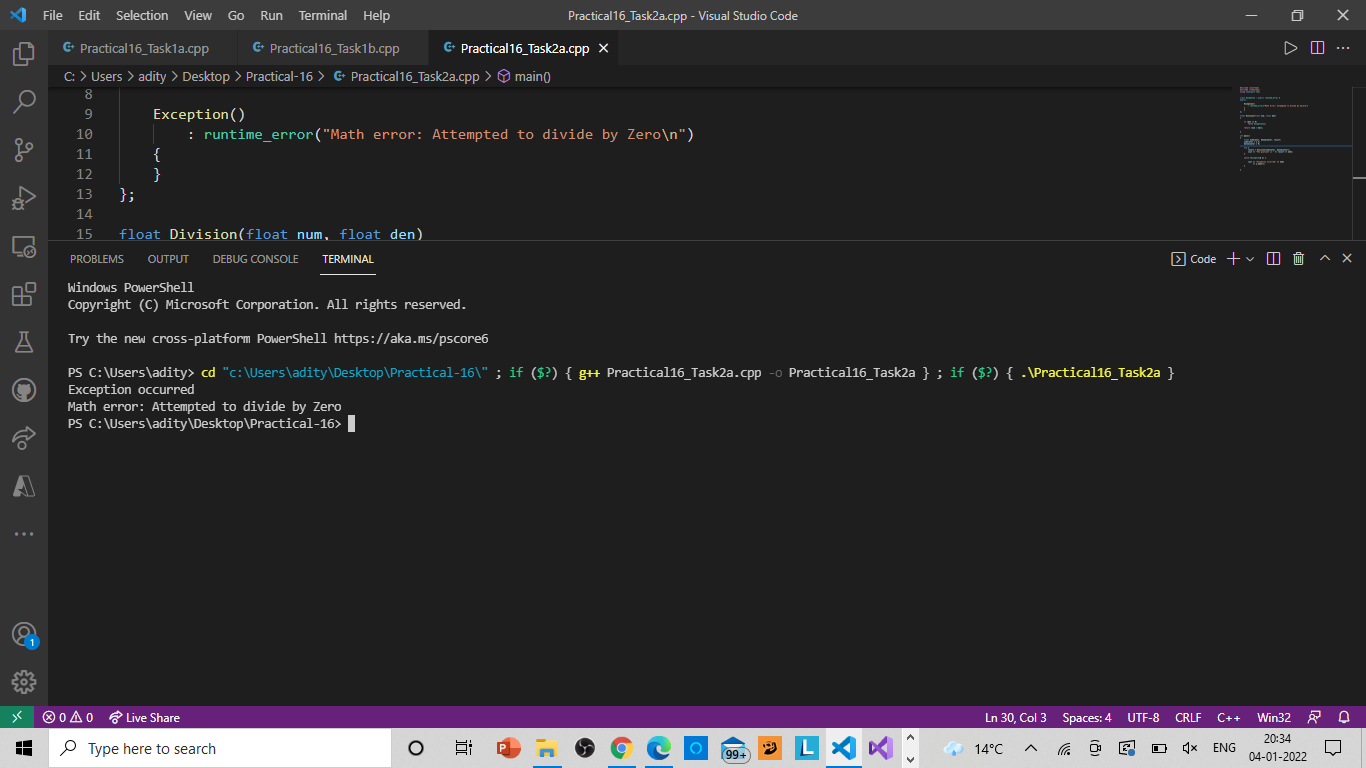 File Edit Selection View Go Run Terminal Help Practical16_Task2a.cpp - Visual Studio Code
Practical16_Task1a.cpp Practical16_Task1b.cpp Practical16_Task2a.cpp
C: > Users > adity > Desktop > Practical-16 > Practical16_Task2a.cpp > main()
8
9 Exception()
10 : runtime_error("Math error: Attempted to divide by Zero\n")
11 {
12 }
13 };
14
15 float Division(float num, float den)
PROBLEMS OUTPUT DEBUG CONSOLE TERMINAL Code
Windows PowerShell
Copyright (C) Microsoft Corporation. All rights reserved.
Try the new cross-platform PowerShell https://aka.ms/pscore6
PS C:\Users\adity> cd "c:\Users\adity\Desktop\Practical-16\" ; if ($?) { g++ Practical16_Task2a.cpp -o Practical16_Task2a } ; if ($?) { .\Practical16_Task2a }
Exception occurred
Math error: Attempted to divide by Zero
PS C:\Users\adity\Desktop\Practical-16>
1
0 0 Live Share Ln 30, Col 3 Spaces: 4 UTF-8 CRLF C++ Win32
Type here to search 99+ L 14°C ENG 20:34
04-01-2022